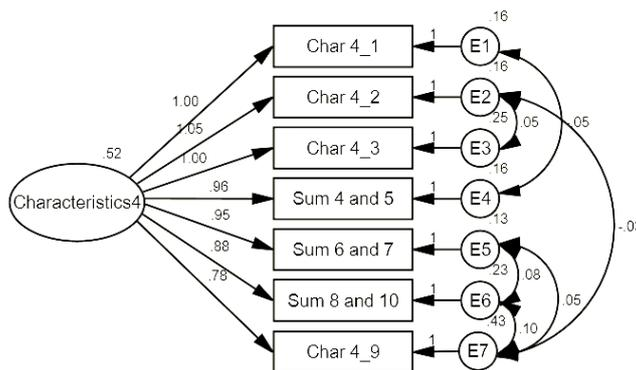 .16
Char 4_1
1
E1
.16
1.00
Char 4_2
1
E2
1.05
.25
.05
.05
.52
1.00
Char 4_3
1
E3
.16
Characteristics4
.96
Sum 4 and 5
1
E4
.13
.95
Sum 6 and 7
1
E5
.88
.23
.08
.78
Sum 8 and 10
1
E6
.05
.43
.10
Char 4_9
1
E7